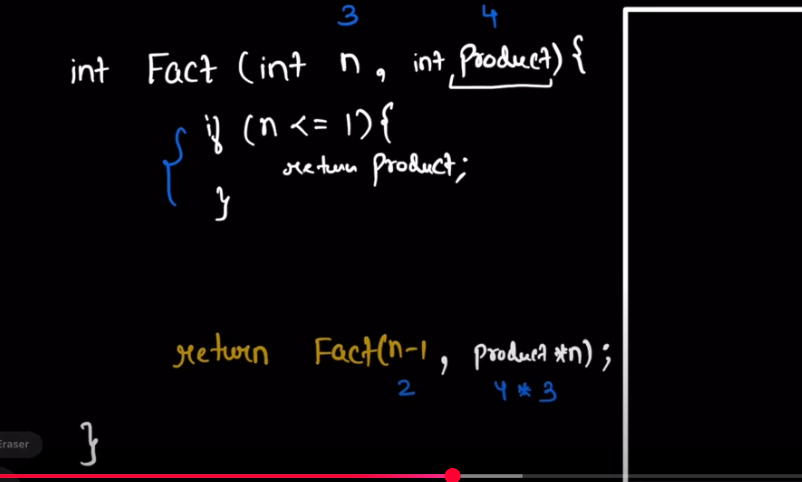 3 4
int Fact (int n, int Product) {
if (n <= 1) {
return Product;
}
return Fact(n-1, product *n);
2 4 * 3
}
Eraser